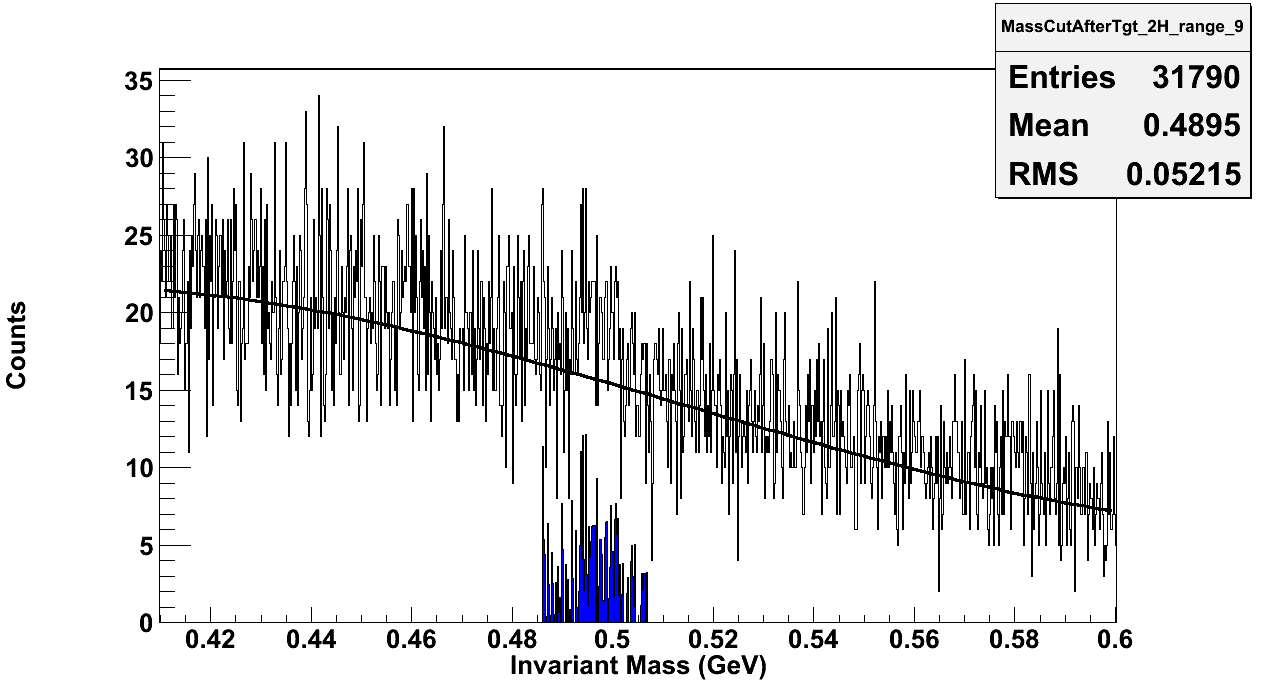 MassCutAfterTgt_2H_range_9
Entries 31790
Mean 0.4895
RMS 0.05215
Counts
35
30
25
20
15
10
5
0
0.42 0.44 0.46 0.48 0.5 0.52 0.54 0.56 0.58 0.6
Invariant Mass (GeV)